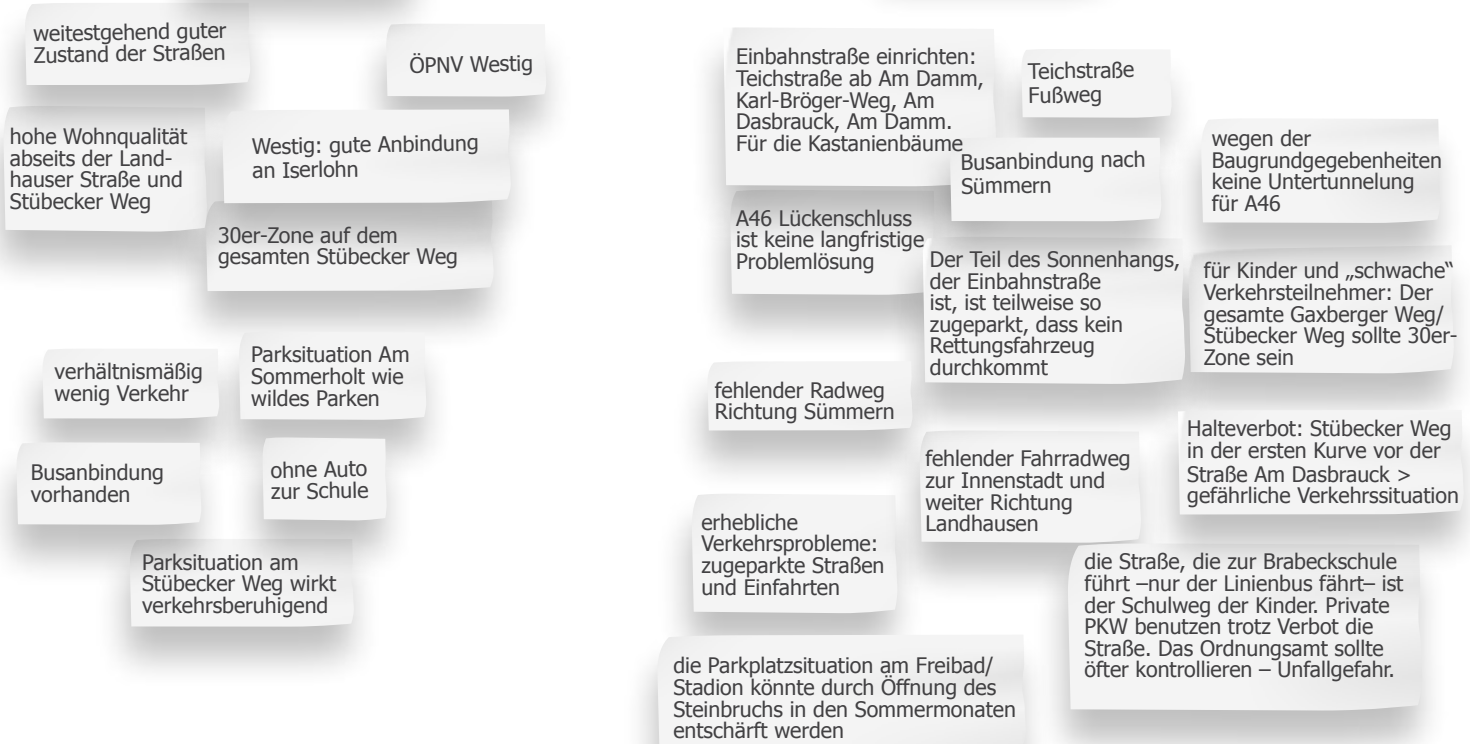 weitestgehend guter
Zustand der Straßen
ÖPNV Westig
hohe Wohnqualität
abseits der Land-
hauser Straße und
Stübecker Weg
Westig: gute Anbindung
an Iserlohn
30er-Zone auf dem
gesamten Stübecker Weg
verhältnismäßig
wenig Verkehr
Parksituation Am
Sommerholt wie
wildes Parken
Busanbindung
vorhanden
ohne Auto
zur Schule
Parksituation am
Stübecker Weg wirkt
verkehrsberuhigend
Einbahnstraße einrichten:
Teichstraße ab Am Damm,
Karl-Bröger-Weg, Am
Dasbrauck, Am Damm.
Für die Kastanienbäume
Teichstraße
Fußweg
Busanbindung nach
Sümmern
wegen der
Baugrundgegebenheiten
keine Untertunnelung
für A46
A46 Lückenschluss
ist keine langfristige
Problemlösung
Der Teil des Sonnenhangs,
der Einbahnstraße
ist, ist teilweise so
zugeparkt, dass kein
Rettungsfahrzeug
durchkommt
für Kinder und „schwache“
Verkehrsteilnehmer: Der
gesamte Gaxberger Weg/
Stübecker Weg sollte 30er-
Zone sein
fehlender Radweg
Richtung Sümmern
fehlender Fahrradweg
zur Innenstadt und
weiter Richtung
Landhausen
Halteverbot: Stübecker Weg
in der ersten Kurve vor der
Straße Am Dasbrauck >
gefährliche Verkehrssituation
erhebliche
Verkehrsprobleme:
zugeparkte Straßen
und Einfahrten
die Straße, die zur Brabeckschule
führt –nur der Linienbus fährt– ist
der Schulweg der Kinder. Private
PKW benutzen trotz Verbot die
Straße. Das Ordnungsamt sollte
öfter kontrollieren – Unfallgefahr.
die Parkplatzsituation am Freibad/
Stadion könnte durch Öffnung des
Steinbruchs in den Sommermonaten
entschärft werden